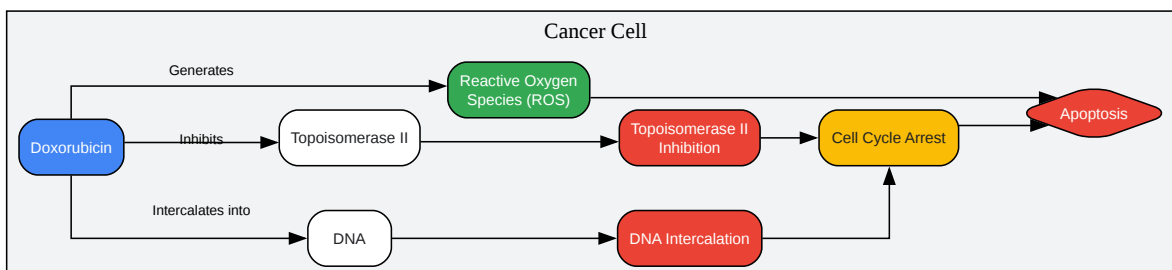 Cancer Cell
Generates
Reactive Oxygen
Species (ROS)
Apoptosis
Doxorubicin
Inhibits
Topoisomerase II
Topoisomerase II
Inhibition
Cell Cycle Arrest
Intercalates into
DNA
DNA Intercalation